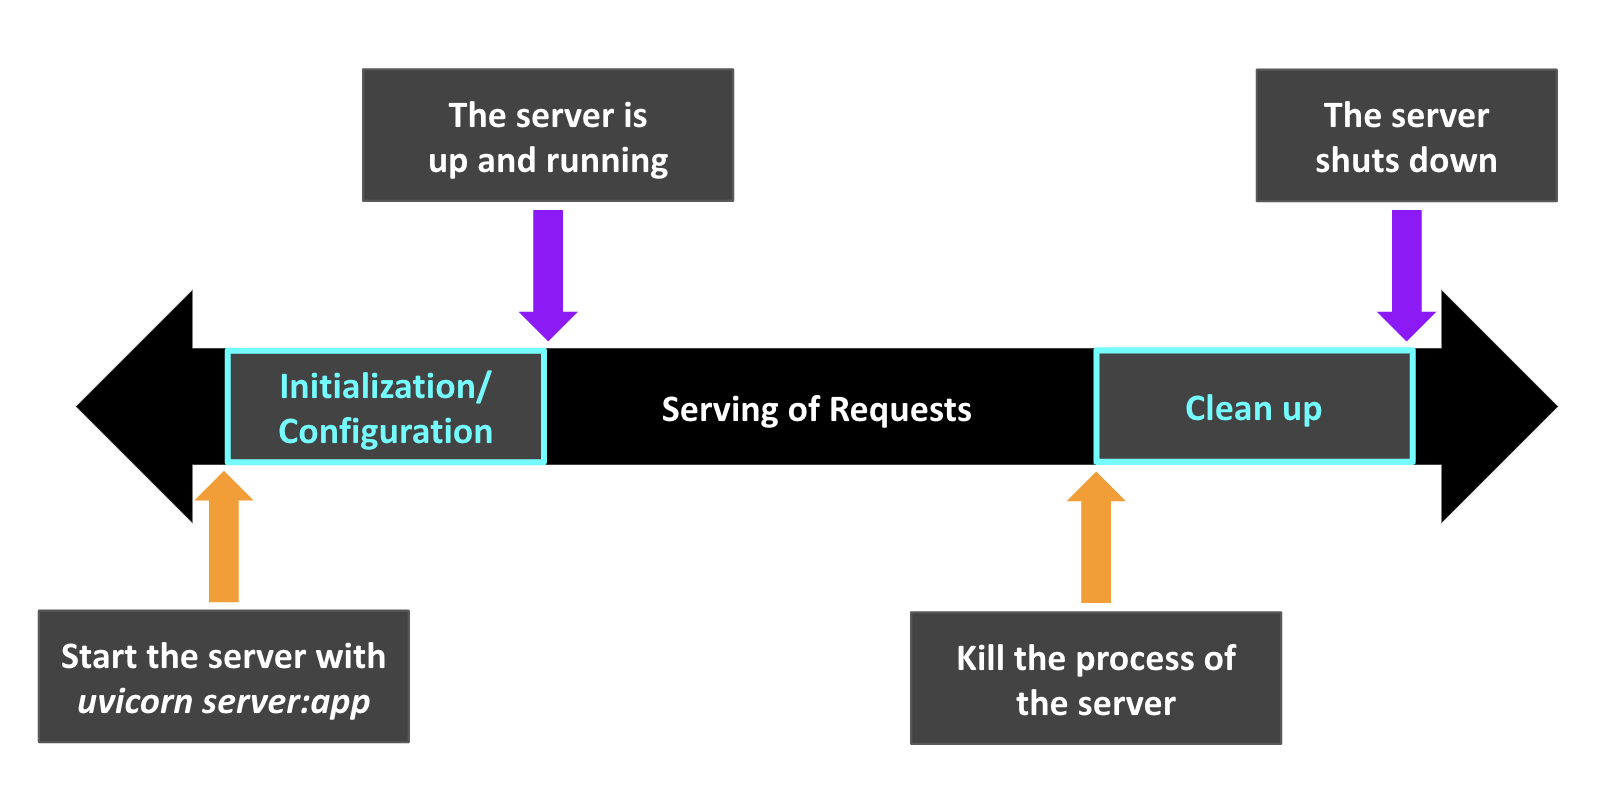 The server is
up and running
The server
shuts down
Initialization/
Configuration
Serving of Requests
Clean up
Start the server with
uvicorn server:app
Kill the process of
the server